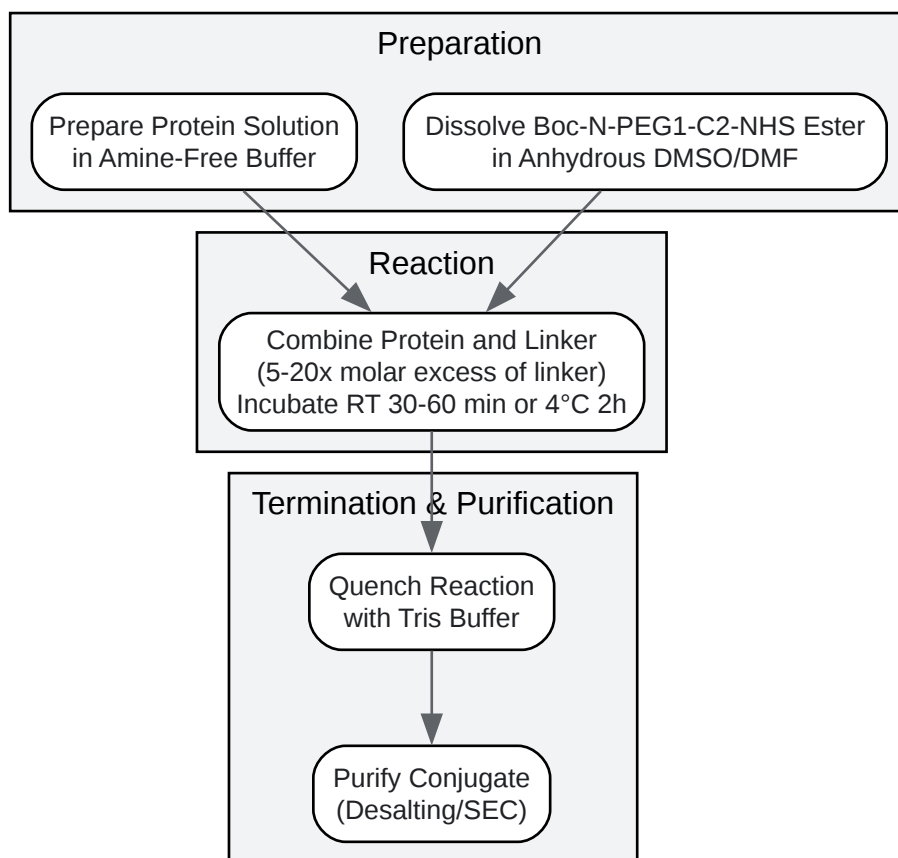 Preparation
Prepare Protein Solution
in Amine-Free Buffer
Dissolve Boc-N-PEG1-C2-NHS Ester
in Anhydrous DMSO/DMF
Reaction
Combine Protein and Linker
(5-20x molar excess of linker)
Incubate RT 30-60 min or 4°C 2h
Termination & Purification
Quench Reaction
with Tris Buffer
Purify Conjugate
(Desalting/SEC)